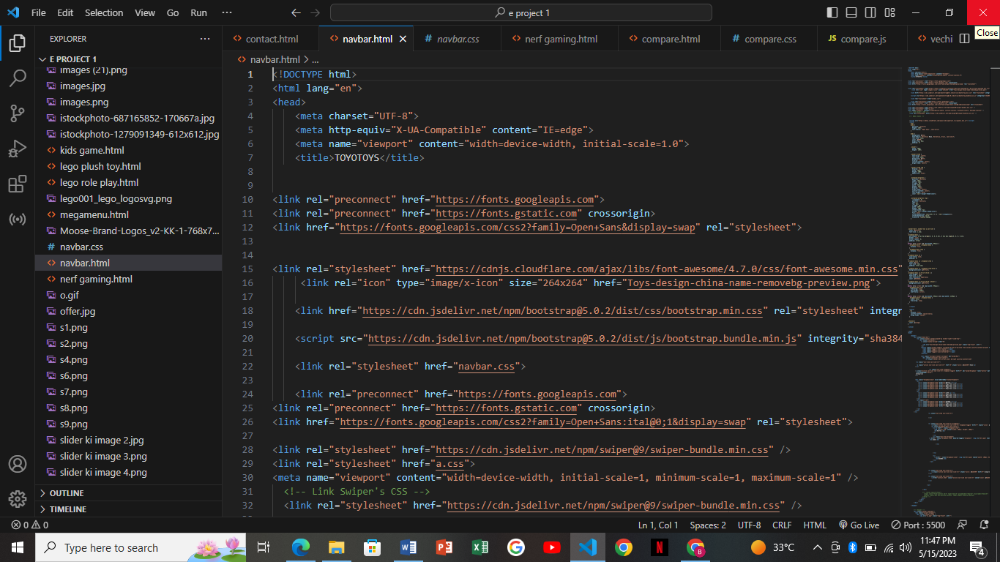 File Edit Selection View Go Run ··· e project 1
Close
EXPLORER ···
E PROJECT 1
images (21).png
images.jpg
images.png
istockphoto-687165852-170667a.jpg
istockphoto-1279091349-612x612.jpg
kids game.html
lego plush toy.html
lego role play.html
lego001_lego_logosvg.png
megamenu.html
Moose-Brand-Logos_v2-KK-1-768x7...
navbar.css
navbar.html
nerf gaming.html
o.gif
offer.jpg
s1.png
s2.png
s4.png
s6.png
s7.png
s8.png
s9.png
slider ki image 2.jpg
slider ki image 3.png
slider ki image 4.png
OUTLINE
TIMELINE
contact.html navbar.html navbar.css nerf gaming.html compare.html compare.css JS compare.js vechi
navbar.html > ...
1 <!DOCTYPE html>
2 <html lang="en">
3 <head>
4 <meta charset="UTF-8">
5 <meta http-equiv="X-UA-Compatible" content="IE=edge">
6 <meta name="viewport" content="width=device-width, initial-scale=1.0">
7 <title>TOYOTOYS</title>
8
9
10 <link rel="preconnect" href="https://fonts.googleapis.com">
11 <link rel="preconnect" href="https://fonts.gstatic.com" crossorigin>
12 <link href="https://fonts.googleapis.com/css2?family=Open+Sans&display=swap" rel="stylesheet">
13
14
15 <link rel="stylesheet" href="https://cdnjs.cloudflare.com/ajax/libs/font-awesome/4.7.0/css/font-awesome.min.css"
16 <link rel="icon" type="image/x-icon" size="264x264" href="Toys-design-china-name-removebg-preview.png">
17
18 <link href="https://cdn.jsdelivr.net/npm/bootstrap@5.0.2/dist/css/bootstrap.min.css" rel="stylesheet" integr
19
20 <script src="https://cdn.jsdelivr.net/npm/bootstrap@5.0.2/dist/js/bootstrap.bundle.min.js" integrity="sha384
21
22 <link rel="stylesheet" href="navbar.css">
23
24 <link rel="preconnect" href="https://fonts.googleapis.com">
25 <link rel="preconnect" href="https://fonts.gstatic.com" crossorigin>
26 <link href="https://fonts.googleapis.com/css2?family=Open+Sans:ital@0;1&display=swap" rel="stylesheet">
27
28 <link rel="stylesheet" href="https://cdn.jsdelivr.net/npm/swiper@9/swiper-bundle.min.css" />
29 <link rel="stylesheet" href="a.css">
30 <meta name="viewport" content="width=device-width, initial-scale=1, minimum-scale=1, maximum-scale=1" />
31 <!-- Link Swiper's CSS -->
32 <link rel="stylesheet" href="https://cdn.jsdelivr.net/npm/swiper@9/swiper-bundle.min.css" />
0 0 Ln 1, Col 1 Spaces: 2 UTF-8 CRLF HTML Go Live Port : 5500
Type here to search
33°C
11:47 PM
5/15/2023
4